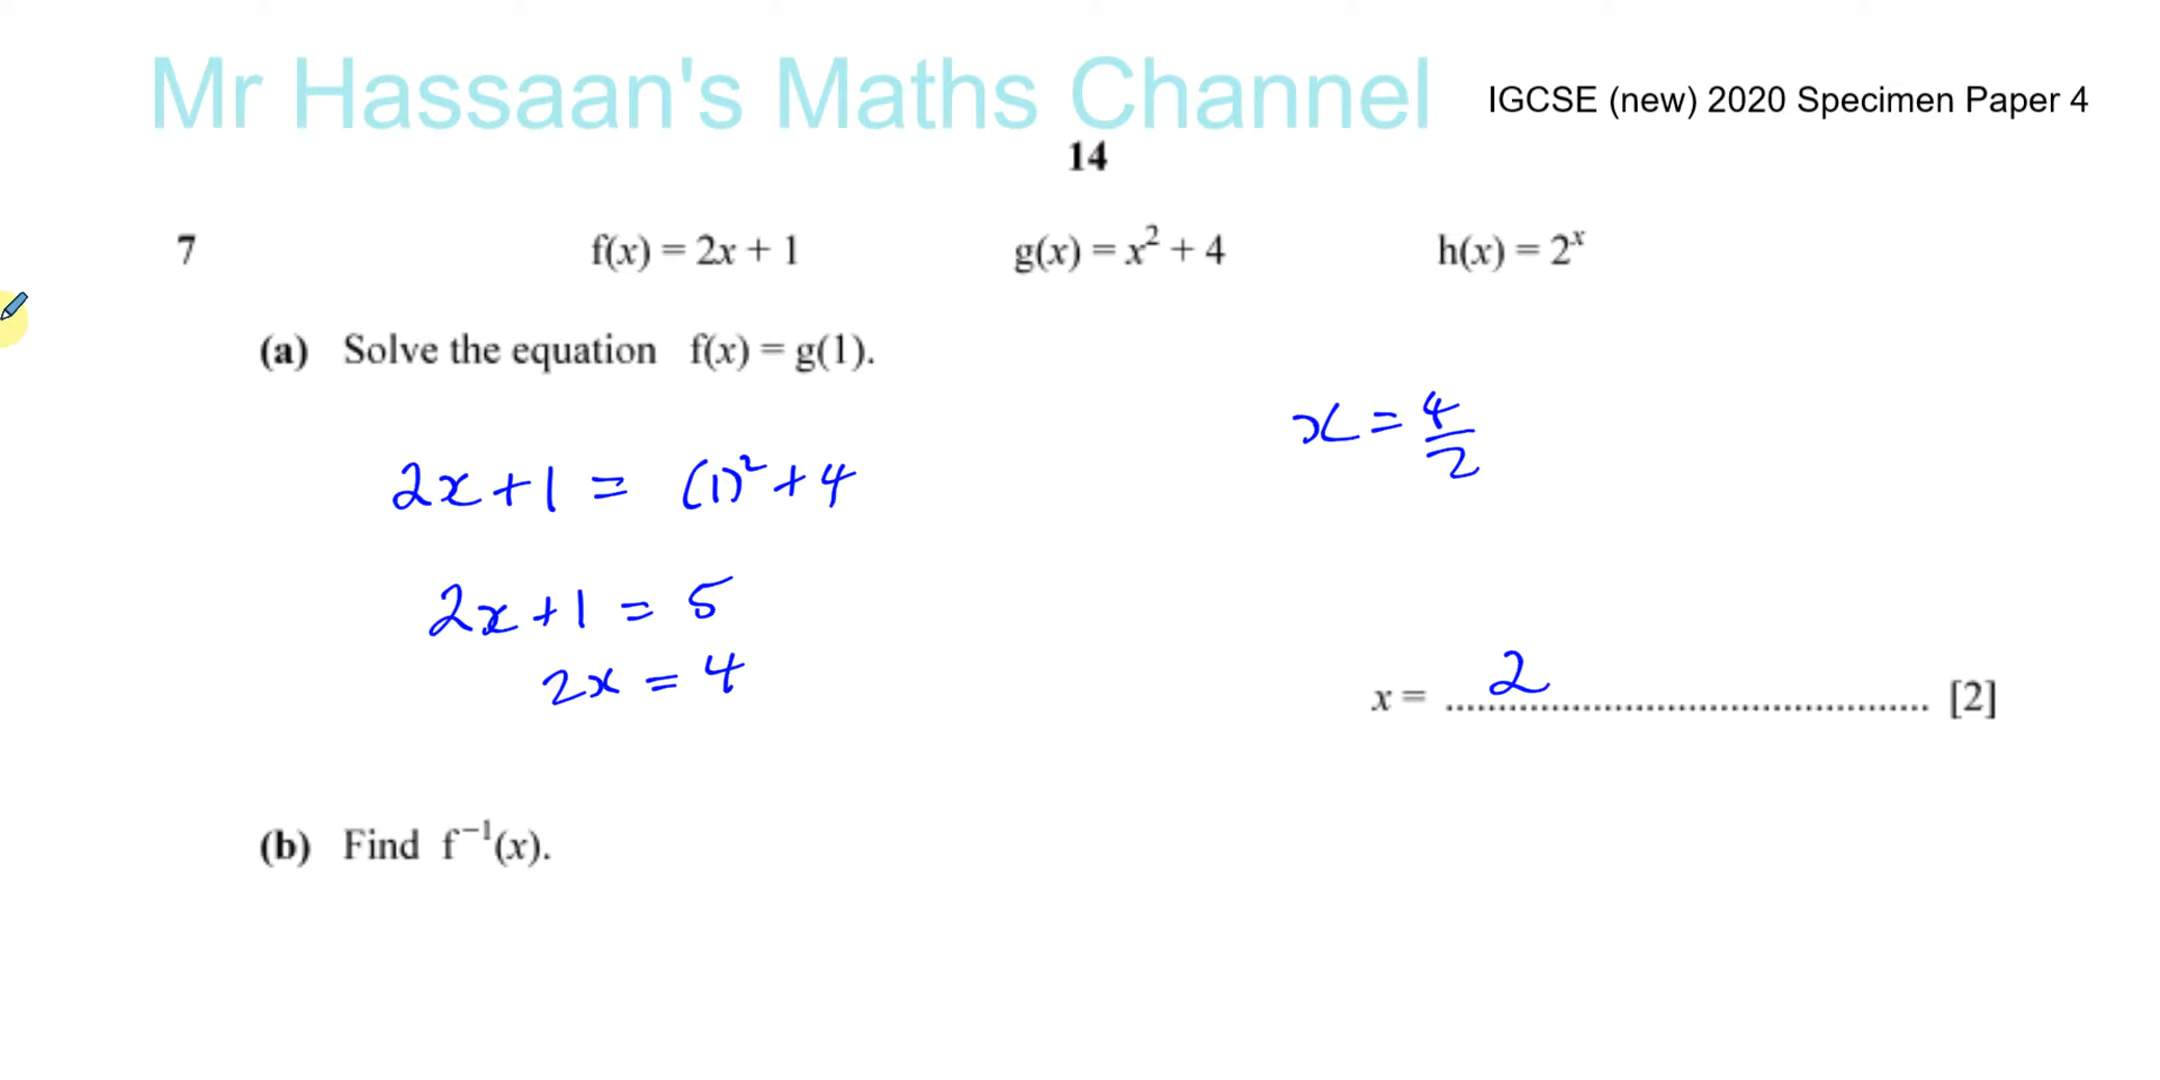 Mr Hassaan's Maths Channel
IGCSE (new) 2020 Specimen Paper 4
14
7 f(x) = 2x + 1 g(x) = x² + 4 h(x) = 2ˣ
(a) Solve the equation f(x) = g(1).
x = 4/2
2x + 1 = (1)² + 4
2x + 1 = 5
2x = 4
x = 2 [2]
(b) Find f⁻¹(x).